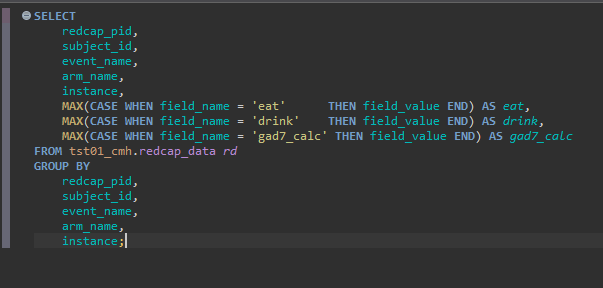 SELECT
redcap_pid,
subject_id,
event_name,
arm_name,
instance,
MAX(CASE WHEN field_name = 'eat'      THEN field_value END) AS eat,
MAX(CASE WHEN field_name = 'drink'    THEN field_value END) AS drink,
MAX(CASE WHEN field_name = 'gad7_calc' THEN field_value END) AS gad7_calc
FROM tst01_cmh.redcap_data rd
GROUP BY
redcap_pid,
subject_id,
event_name,
arm_name,
instance;